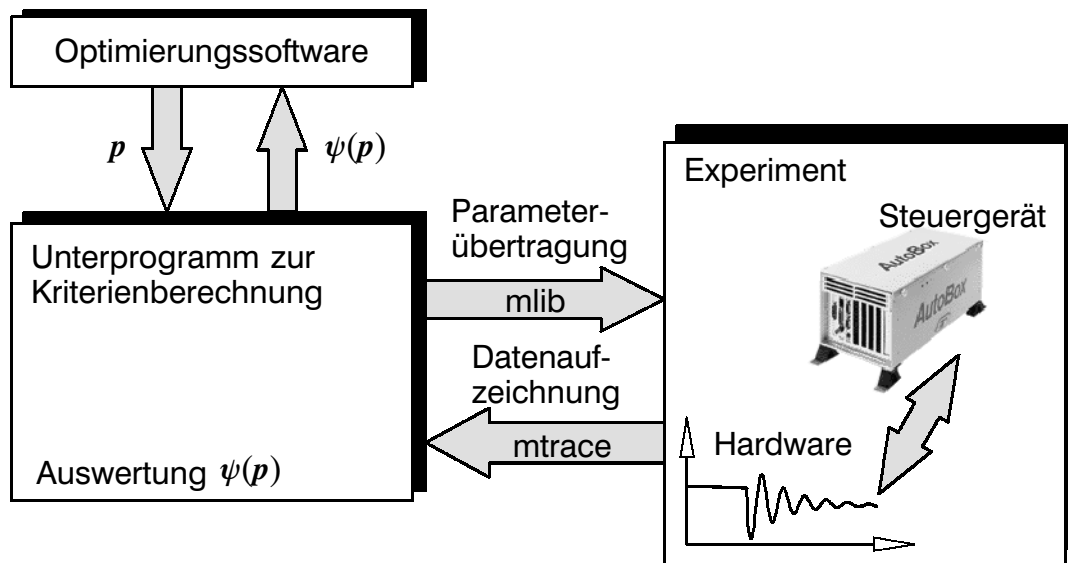 Optimierungssoftware
p
ψ(p)
Unterprogramm zur
Kriterienberechnung
Auswertung ψ(p)
Parameter-
übertragung
mlib
Datenauf-
zeichnung
mtrace
Experiment
Steuergerät
AutoBox
AutoBox
Hardware